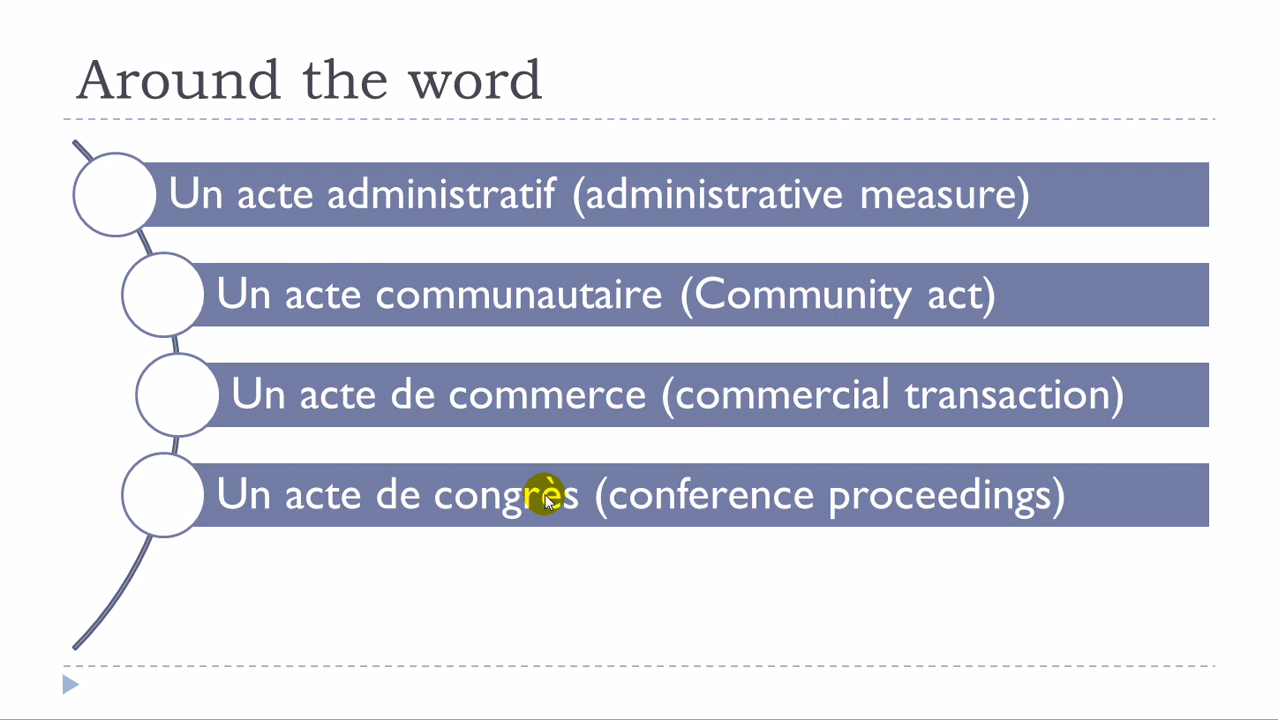 Around the word
Un acte administratif (administrative measure)
Un acte communautaire (Community act)
Un acte de commerce (commercial transaction)
Un acte de congrès (conference proceedings)